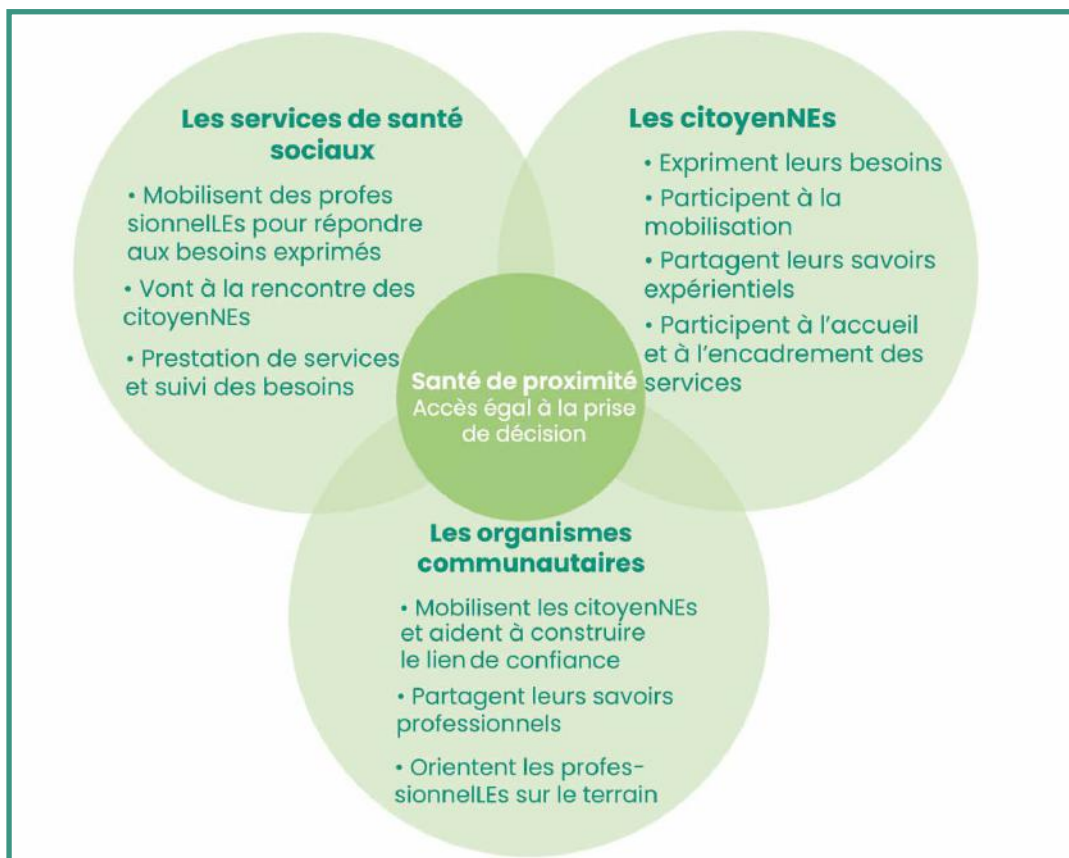 Les services de santé
sociaux
• Mobilisent des profes
sionnelLEs pour répondre
aux besoins exprimés
• Vont à la rencontre des
citoyenNEs
• Prestation de services
et suivi des besoins
Les citoyenNEs
• Expriment leurs besoins
• Participent à la
mobilisation
• Partagent leurs savoirs
expérientiels
• Participent à l'accueil
et à l'encadrement des
services
Santé de proximité
Accès égal à la prise
de décision
Les organismes
communautaires
• Mobilisent les citoyenNEs
et aident à construire
le lien de confiance
• Partagent leurs savoirs
professionnels
• Orientent les profes-
sionnelLEs sur le terrain